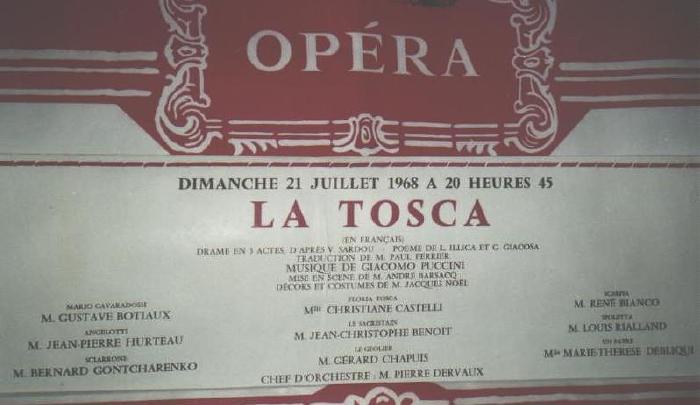 OPÉRA
DIMANCHE 21 JUILLET 1968 A 20 HEURES 45
LA TOSCA
(EN FRANÇAIS)
DRAME EN 3 ACTES, D'APRÈS V. SARDOU - POÈME DE L. ILLICA ET G. GIACOSA
TRADUCTION DE M. PAUL FERRIER
MUSIQUE DE GIACOMO PUCCINI
MISE EN SCÈNE DE M. ANDRÉ BARSACQ
DÉCORS ET COSTUMES DE M. JACQUES NOËL
MARIO CAVARADOSSI
M. GUSTAVE BOTIAUX
ANGELOTTI
M. JEAN-PIERRE HURTEAU
SCIARRONE
M. BERNARD GONTCHARENKO
FLORIA TOSCA
Mlle CHRISTIANE CASTELLI
LE SACRISTAIN
M. JEAN-CHRISTOPHE BENOIT
LE GEOLIER
M. GÉRARD CHAPUIS
SCARPIA
M. RENÉ BIANCO
SPOLETTA
M. LOUIS RIALLAND
UN PATRE
MARIE-THÉRÈSE DEBLIQUI
CHEF D'ORCHESTRE : M. PIERRE DERVAUX